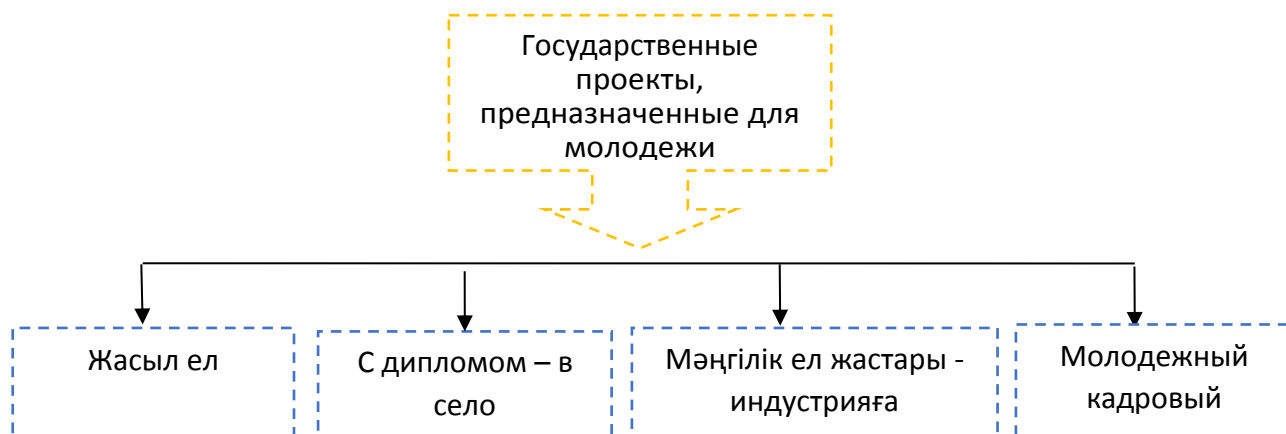 Государственные
проекты,
предназначенные для
молодежи
Жасыл ел
С дипломом – в
село
Мәңгілік ел жастары -
индустрияға
Молодежный
кадровый